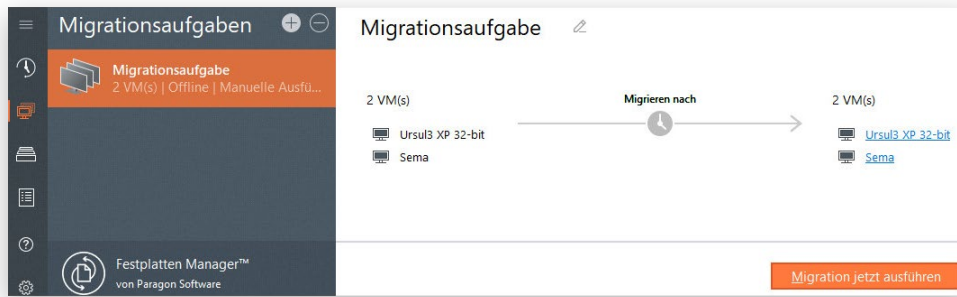 Migrationsaufgaben
Migrationsaufgabe
2 VM(s) | Offline | Manuelle Ausfü...
Festplatten Manager™
von Paragon Software
Migrationsaufgabe
2 VM(s)
Ursul3 XP 32-bit
Sema
Migrieren nach
2 VM(s)
Ursul3 XP 32-bit
Sema
Migration jetzt ausführen